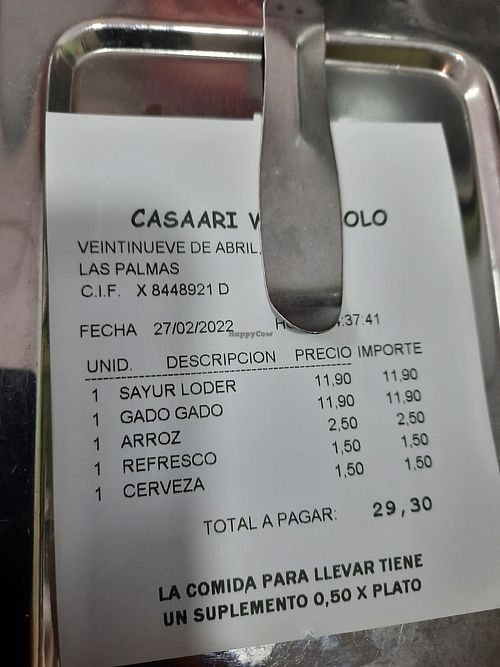 CASAARI V OLO
VEINTINUEVE DE ABRIL,
LAS PALMAS
C.I.F. X 8448921 D
FECHA 27/02/2022 H :37:41
UNID. DESCRIPCION PRECIO IMPORTE
1 SAYUR LODER 11,90 11,90
1 GADO GADO 11,90 11,90
1 ARROZ 2,50 2,50
1 REFRESCO 1,50 1,50
1 CERVEZA 1,50 1,50
TOTAL A PAGAR: 29,30
LA COMIDA PARA LLEVAR TIENE
UN SUPLEMENTO 0,50 X PLATO
HappyCow